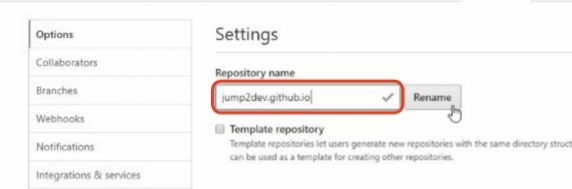 Options
Collaborators
Branches
Webhooks
Notifications
Integrations & services
Settings
Repository name
jump2dev.github.io
Rename
Template repository
Template repositories let users generate new repositories with the same directory struct
can be used as a template for creating other repositories.